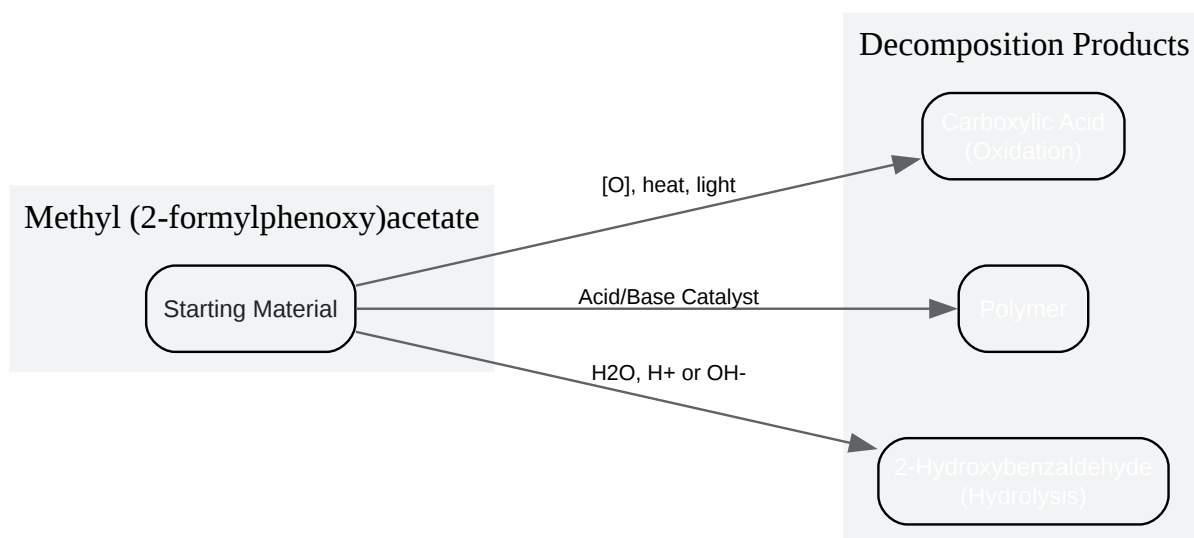 Decomposition Products
Carboxylic Acid
(Oxidation)
[O], heat, light
Methyl (2-formylphenoxy)acetate
Starting Material
Acid/Base Catalyst
Polymer
H2O, H+ or OH-
2-Hydroxybenzaldehyde
(Hydrolysis)